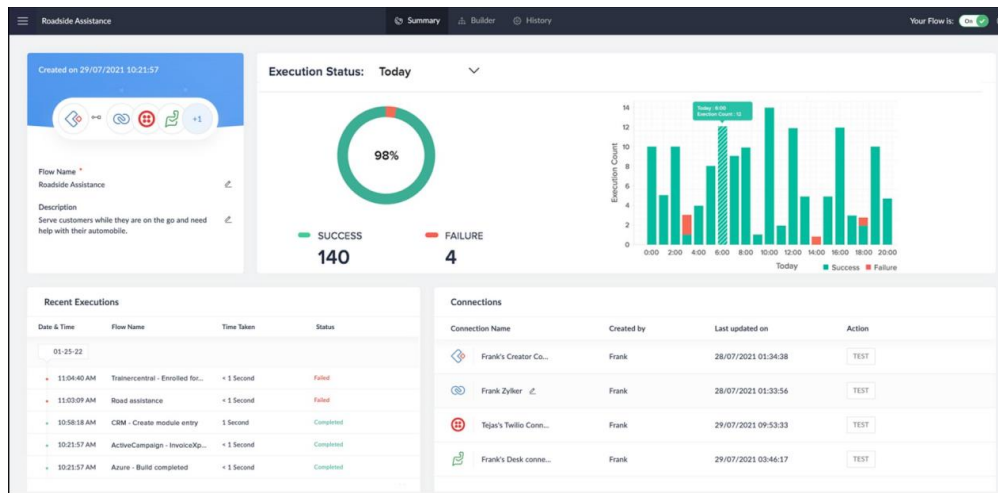 Roadside Assistance
Summary
Builder
History
Your Flow is:
On
Created on 29/07/2021 10:21:57
+1
Flow Name *
Roadside Assistance
Description
Serve customers while they are on the go and need
help with their automobile.
Execution Status: Today
98%
SUCCESS
FAILURE
140
4
Execution Count
14
12
10
8
6
4
2
0
Today : 6:00
Exection Count : 12
0:00 2:00 4:00 6:00 8:00 10:00 12:00 14:00 16:00 18:00 20:00
Today
Success
Failure
Recent Executions
Date & Time Flow Name Time Taken Status
01-25-22
11:04:40 AM Trainercentral - Enrolled for... < 1 Second Failed
11:03:09 AM Road assistance < 1 Second Failed
10:58:18 AM CRM - Create module entry 1 Second Completed
10:21:57 AM ActiveCampaign - InvoiceXp... < 1 Second Completed
10:21:57 AM Azure - Build completed < 1 Second Completed
Connections
Connection Name Created by Last updated on Action
Frank's Creator Co... Frank 28/07/2021 01:34:38 TEST
Frank Zylker Frank 28/07/2021 01:33:56 TEST
Tejas's Twilio Conn... Frank 29/07/2021 09:53:33 TEST
Frank's Desk conne... Frank 29/07/2021 03:46:17 TEST